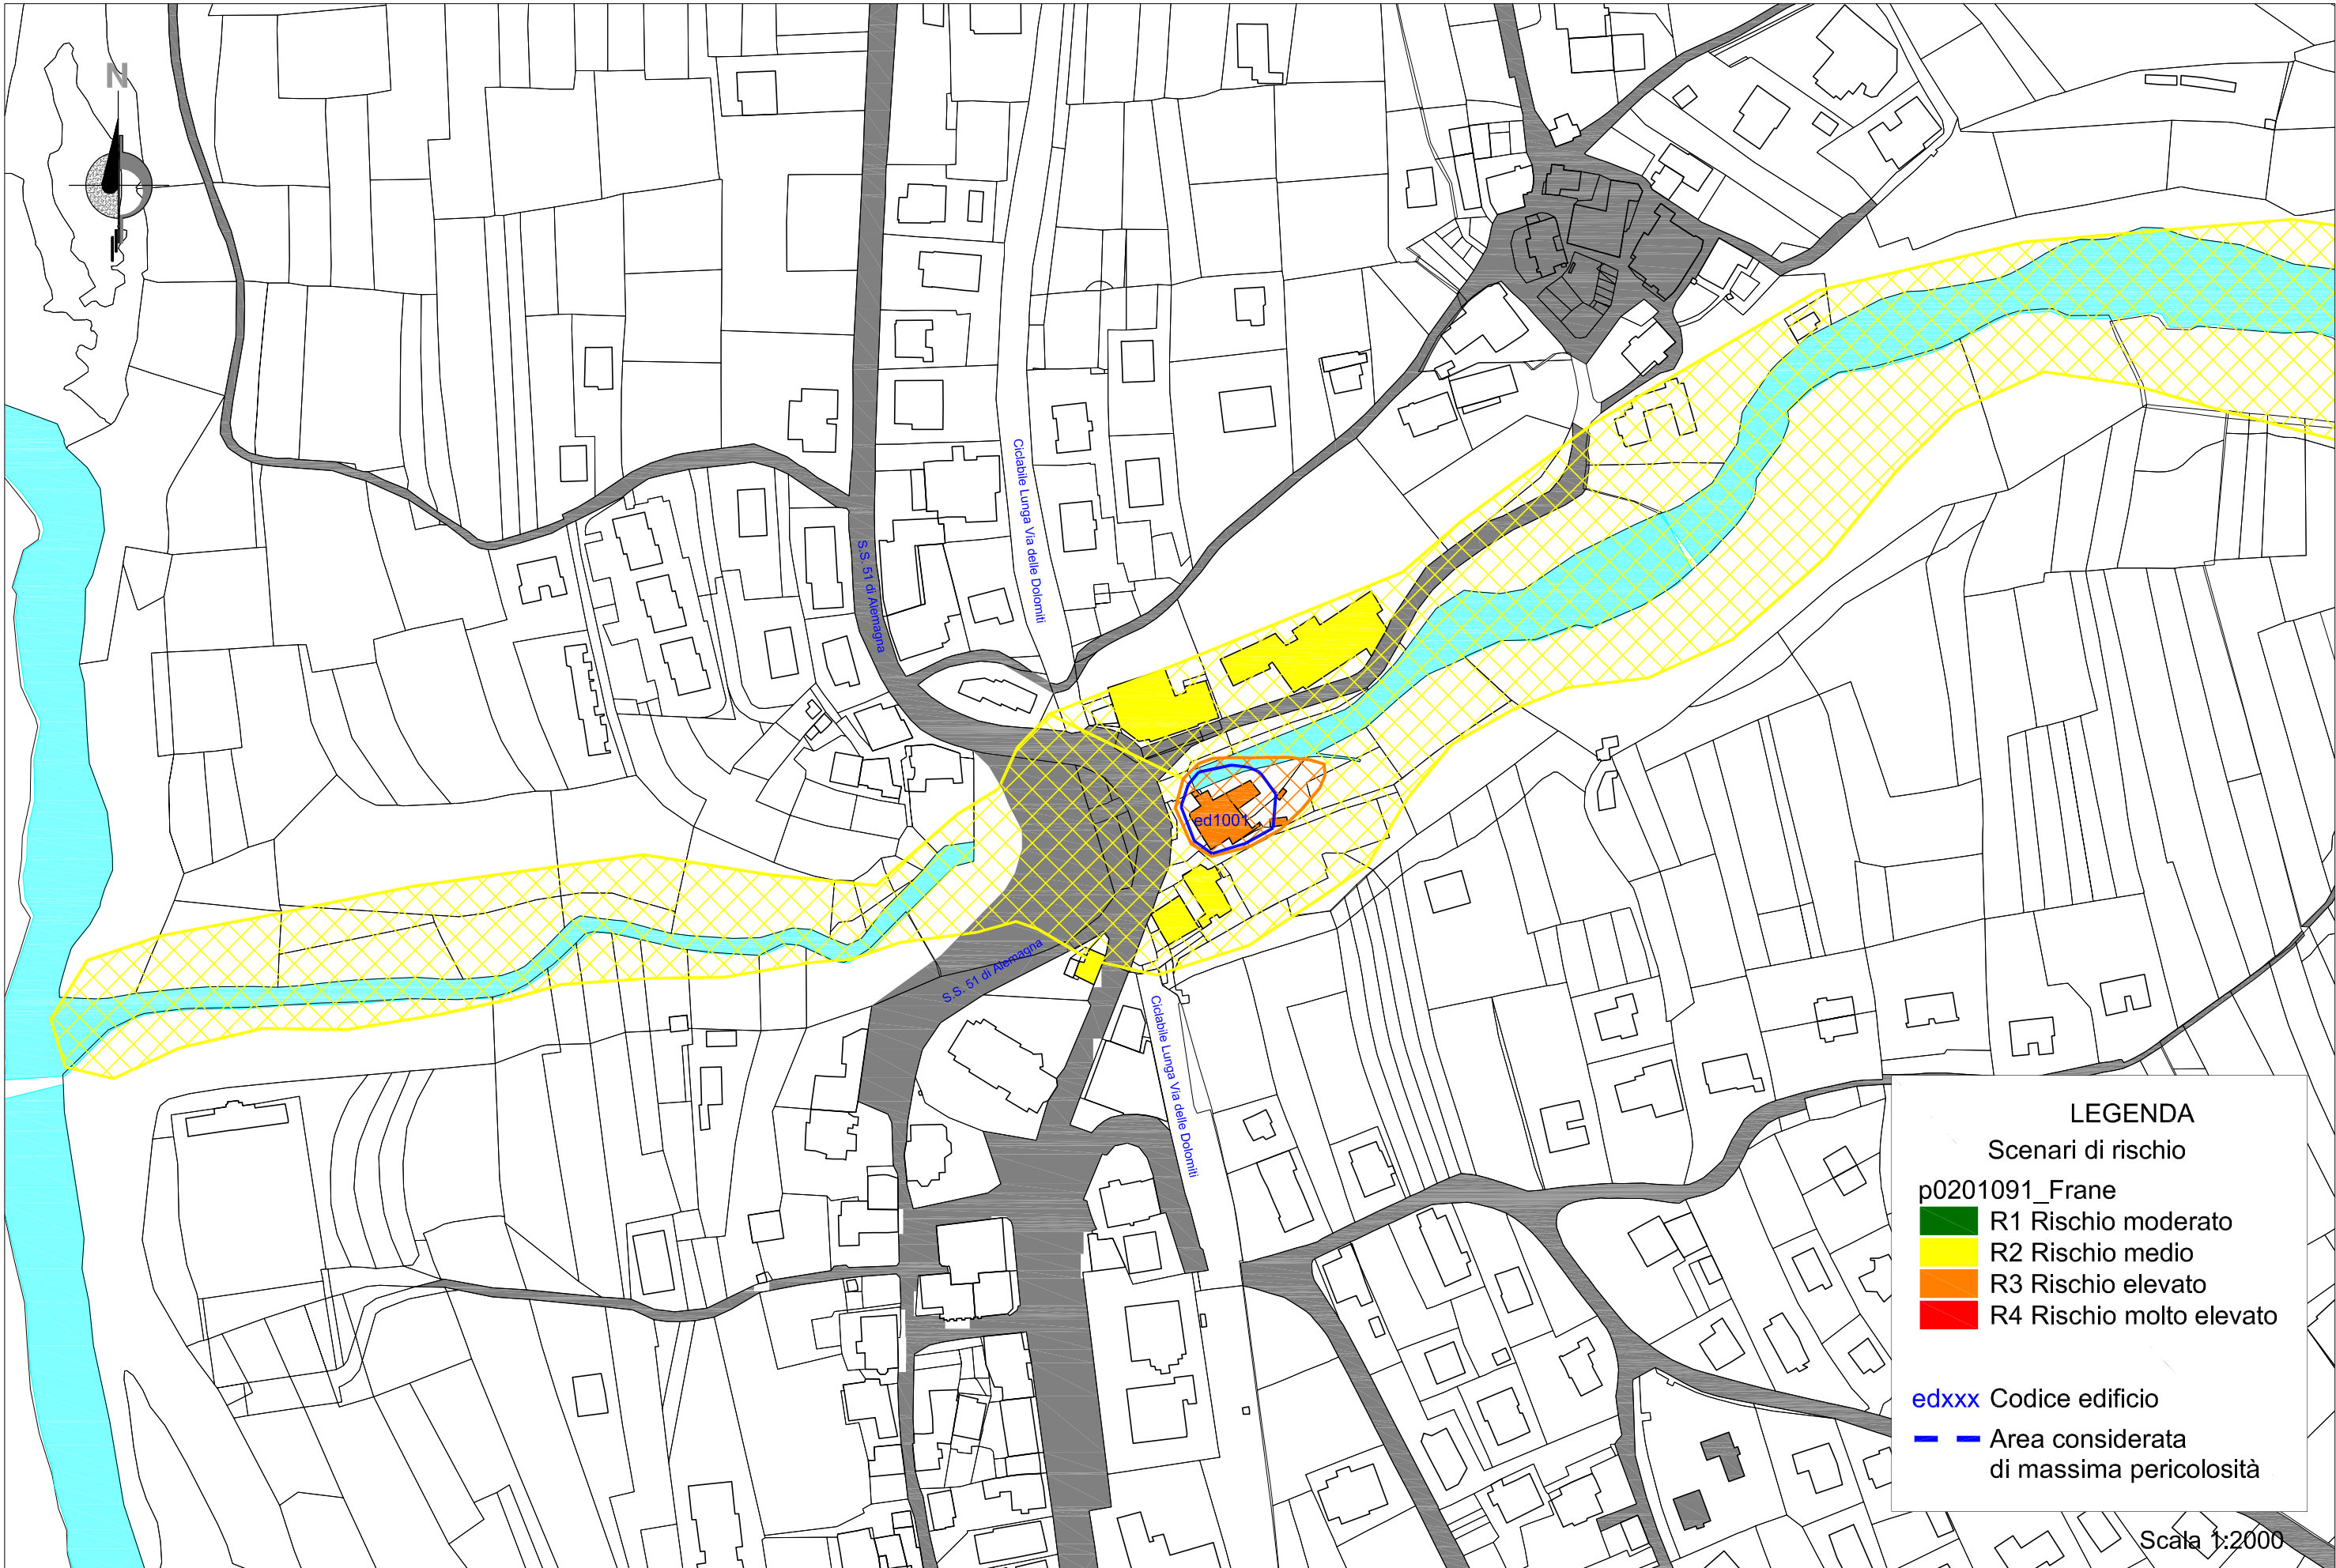 N
Ciclabile Lunga Via delle Dolomiti
S.S. 51 di Alemagna
ed1001
S.S. 51 di Alemagna
Ciclabile Lunga Via delle Dolomiti
LEGENDA
Scenari di rischio
p0201091_Frane
R1 Rischio moderato
R2 Rischio medio
R3 Rischio elevato
R4 Rischio molto elevato
edxxx Codice edificio
Area considerata
di massima pericolosità
Scala 1:2000